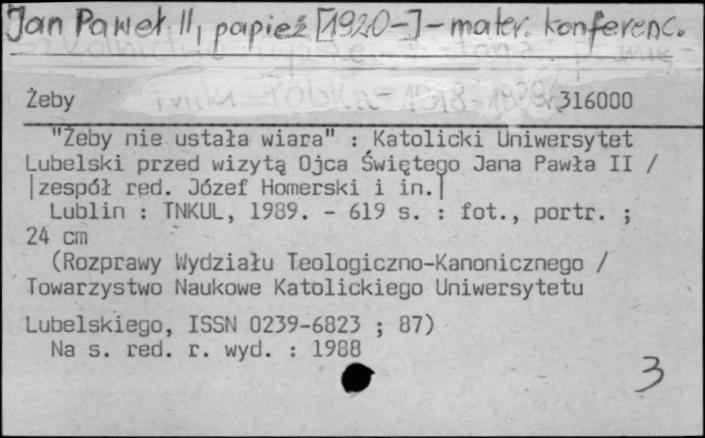 Jan Paweł II, papież [1920-] - mater. konferenc.
Żeby 316000
"Żeby nie ustała wiara" : Katolicki Uniwersytet
Lubelski przed wizytą Ojca Świętego Jana Pawła II /
|zespół red. Józef Homerski i in.|
Lublin : TNKUL, 1989. - 619 s. : fot., portr. ;
24 cm
(Rozprawy Wydziału Teologiczno-Kanonicznego /
Towarzystwo Naukowe Katolickiego Uniwersytetu
Lubelskiego, ISSN 0239-6823 ; 87)
Na s. red. r. wyd. : 1988
3